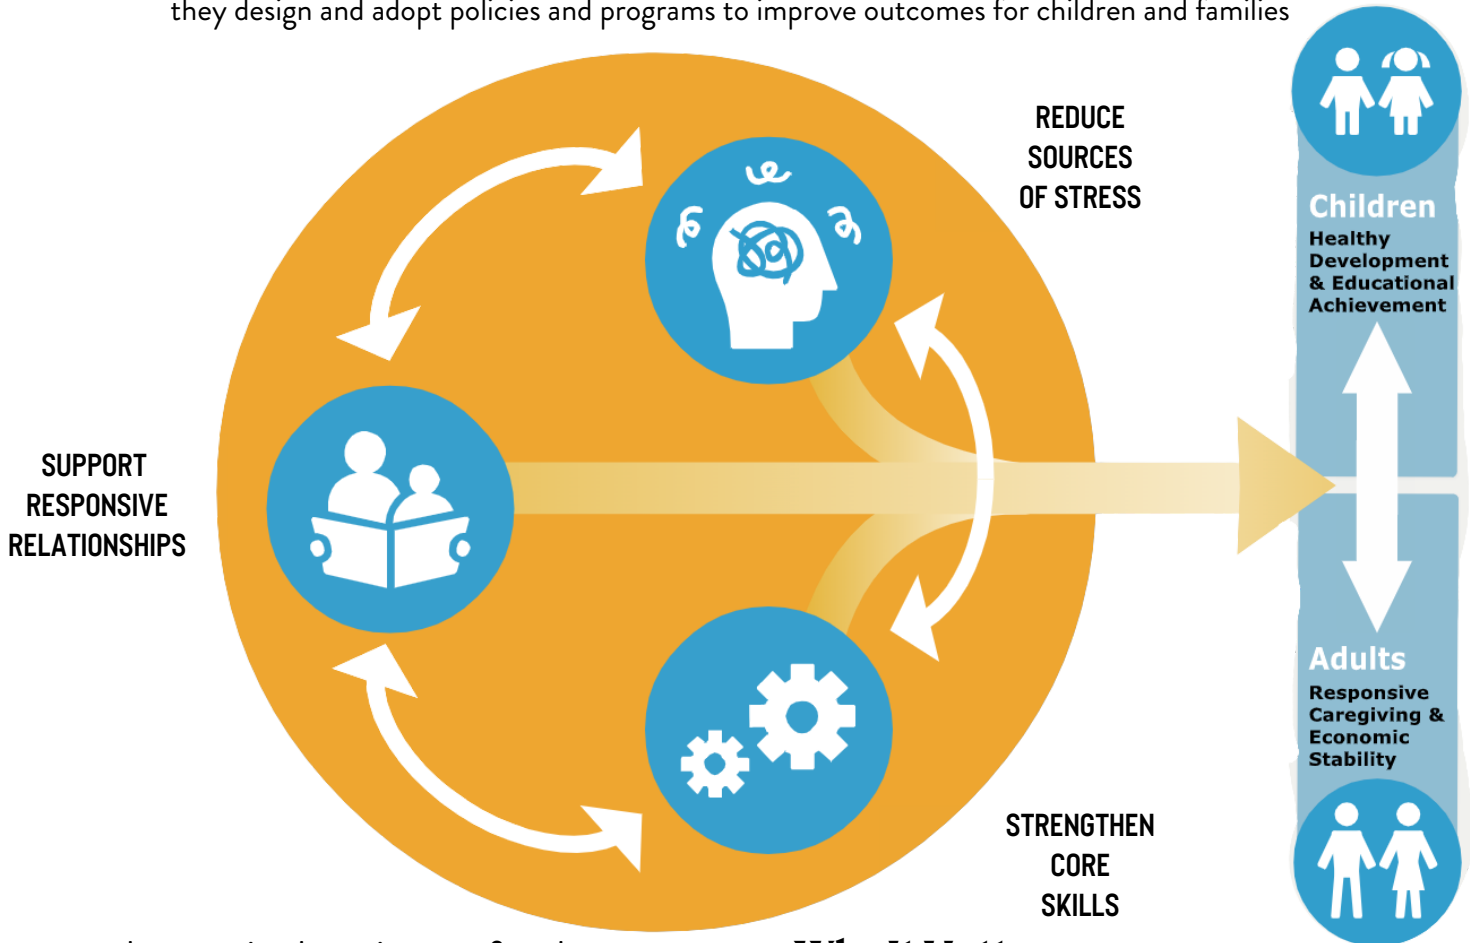 they design and adopt policies and programs to improve outcomes for children and families
REDUCE
SOURCES
OF STRESS
Children
Healthy
Development
& Educational
Achievement
SUPPORT
RESPONSIVE
RELATIONSHIPS
Adults
Responsive
Caregiving &
Economic
Stability
STRENGTHEN
CORE
SKILLS